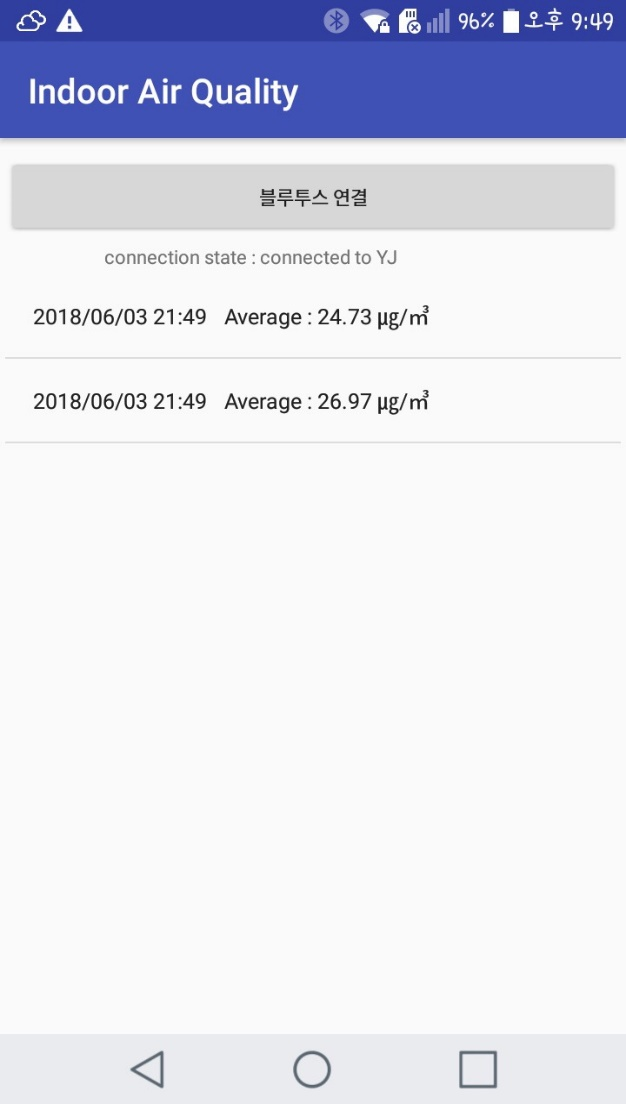 96% 오후 9:49
Indoor Air Quality
블루투스 연결
connection state : connected to YJ
2018/06/03 21:49 Average : 24.73 ㎍/㎥
2018/06/03 21:49 Average : 26.97 ㎍/㎥